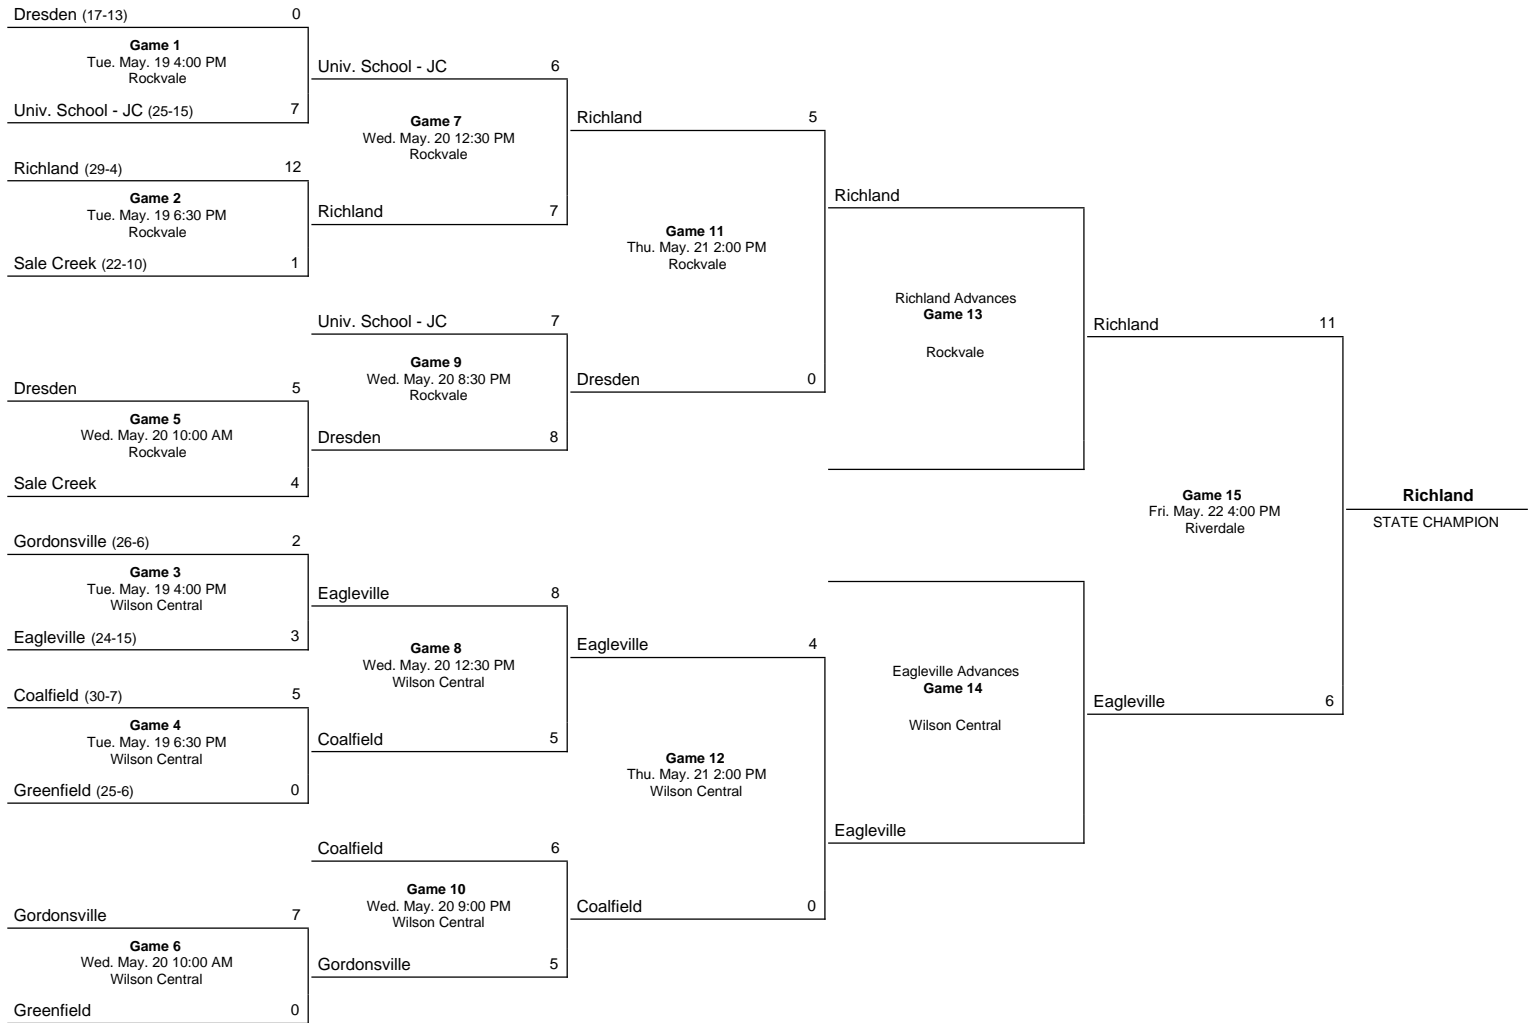 Dresden (17-13) 0
Game 1
Tue. May. 19 4:00 PM
Rockvale
Univ. School - JC (25-15) 7
Richland (29-4) 12
Game 2
Tue. May. 19 6:30 PM
Rockvale
Sale Creek (22-10) 1
Dresden 5
Game 5
Wed. May. 20 10:00 AM
Rockvale
Sale Creek 4
Gordonsville (26-6) 2
Game 3
Tue. May. 19 4:00 PM
Wilson Central
Eagleville (24-15) 3
Coalfield (30-7) 5
Game 4
Tue. May. 19 6:30 PM
Wilson Central
Greenfield (25-6) 0
Gordonsville 7
Game 6
Wed. May. 20 10:00 AM
Wilson Central
Greenfield 0
Univ. School - JC 6
Game 7
Wed. May. 20 12:30 PM
Rockvale
Richland 7
Univ. School - JC 7
Game 9
Wed. May. 20 8:30 PM
Rockvale
Dresden 8
Eagleville 8
Game 8
Wed. May. 20 12:30 PM
Wilson Central
Coalfield 5
Coalfield 6
Game 10
Wed. May. 20 9:00 PM
Wilson Central
Gordonsville 5
Richland 5
Game 11
Thu. May. 21 2:00 PM
Rockvale
Dresden 0
Eagleville 4
Game 12
Thu. May. 21 2:00 PM
Wilson Central
Coalfield 0
Richland
Richland Advances
Game 13
Rockvale
Eagleville Advances
Game 14
Wilson Central
Eagleville
Richland 11
Game 15
Fri. May. 22 4:00 PM
Riverdale
Eagleville 6
Richland
STATE CHAMPION